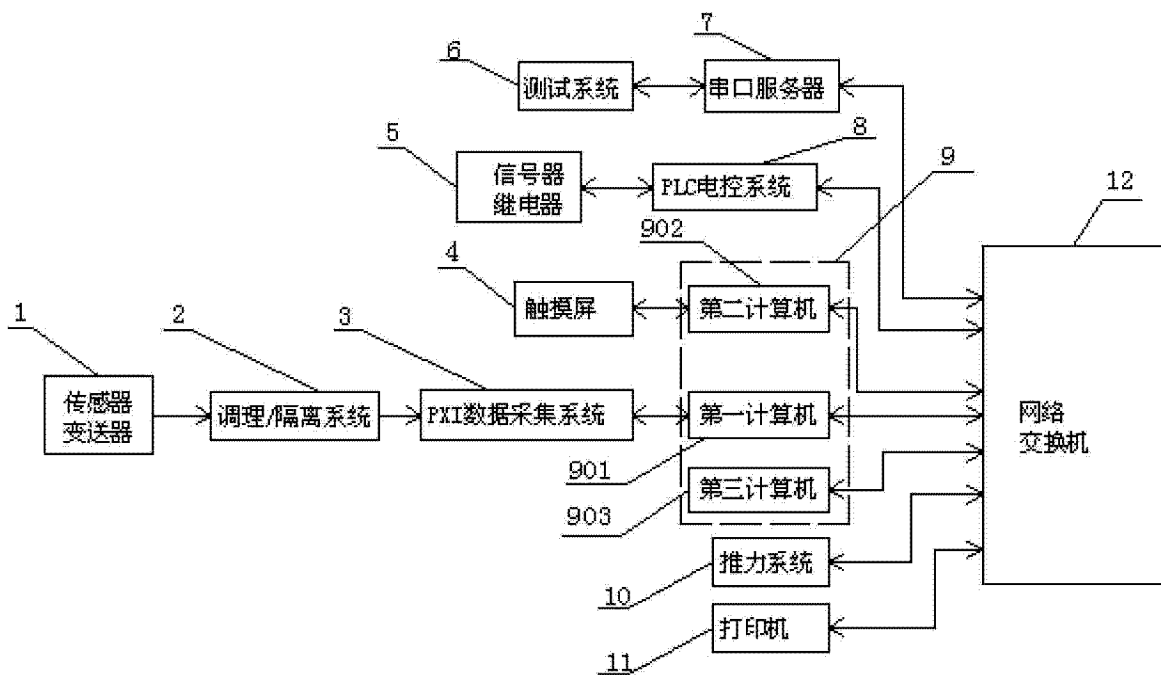 7
6
测试系统
串口服务器
5
8
9
信号器
继电器
PLC电控系统
12
902
4
触摸屏
第二计算机
1
2
3
传感器
变送器
调理/隔离系统
PXI数据采集系统
第一计算机
网络
交换机
901
第三计算机
903
推力系统
10
打印机
11